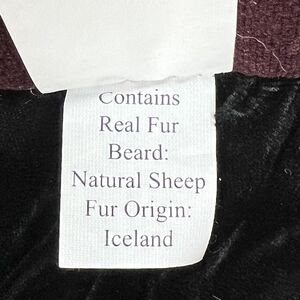 Contains
Real Fur
Beard:
Natural Sheep
Fur Origin:
Iceland